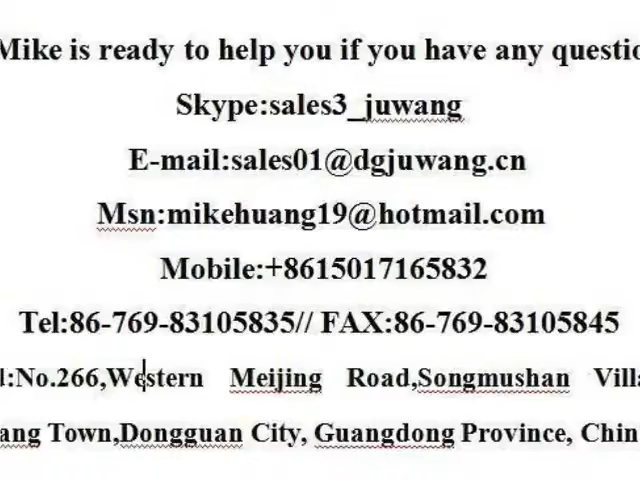 Mike is ready to help you if you have any questio
Skype:sales3_juwang
E-mail:sales01@dgjuwang.cn
Msn:mikehuang19@hotmail.com
Mobile:+8615017165832
Tel:86-769-83105835// FAX:86-769-83105845
:No.266,Western Meijing Road,Songmushan Villa
ang Town,Dongguan City, Guangdong Province, Chin